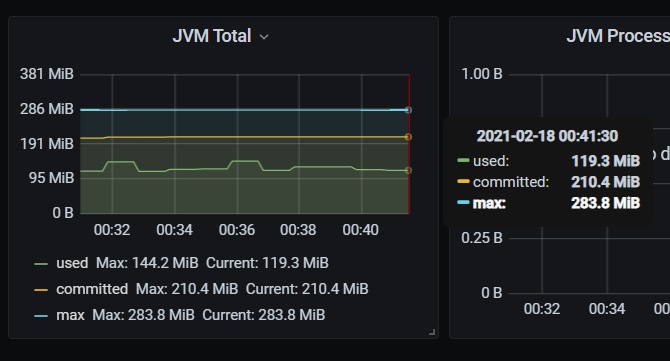 JVM Total
381 MiB
286 MiB
191 MiB
95 MiB
0 B
00:32 00:34 00:36 00:38 00:40
used Max: 144.2 MiB Current: 119.3 MiB
committed Max: 210.4 MiB Current: 210.4 MiB
max Max: 283.8 MiB Current: 283.8 MiB
JVM Process
1.00 B
2021-02-18 00:41:30
used: 119.3 MiB
committed: 210.4 MiB
max: 283.8 MiB
0.25 B
0 B
00:32 00:34